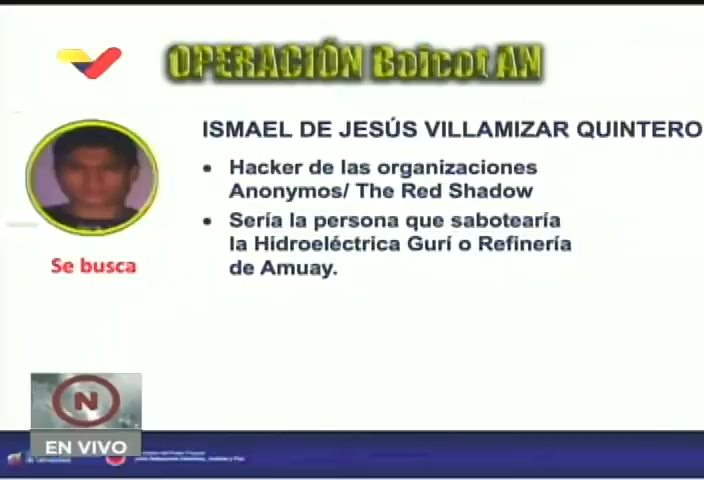 OPERACIÓN Boicot AN
ISMAEL DE JESÚS VILLAMIZAR QUINTERO
• Hacker de las organizaciones
Anonymos/ The Red Shadow
• Sería la persona que sabotearía
la Hidroeléctrica Gurí o Refinería
de Amuay.
Se busca
N
EN VIVO